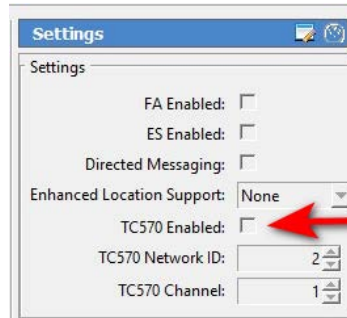 Settings
Settings
FA Enabled:
ES Enabled:
Directed Messaging:
Enhanced Location Support: None
TC570 Enabled:
TC570 Network ID: 2
TC570 Channel: 1